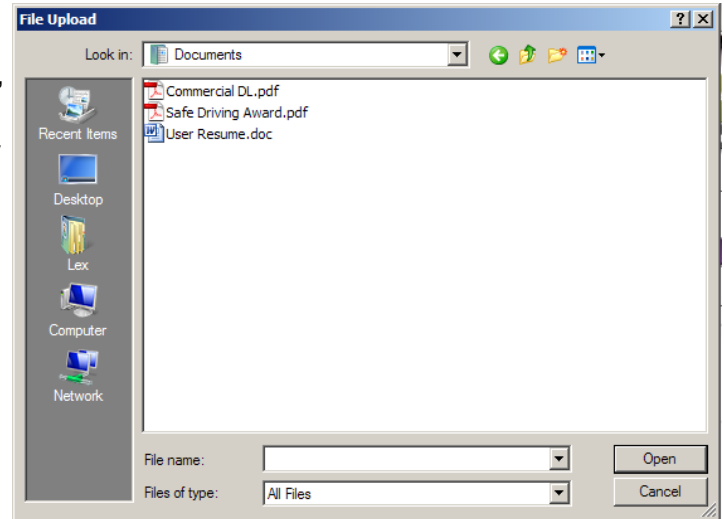 File Upload
Look in: Documents
Commercial DL.pdf
Safe Driving Award.pdf
User Resume.doc
Recent Items
Desktop
Lex
Computer
Network
File name:
Open
Files of type: All Files
Cancel